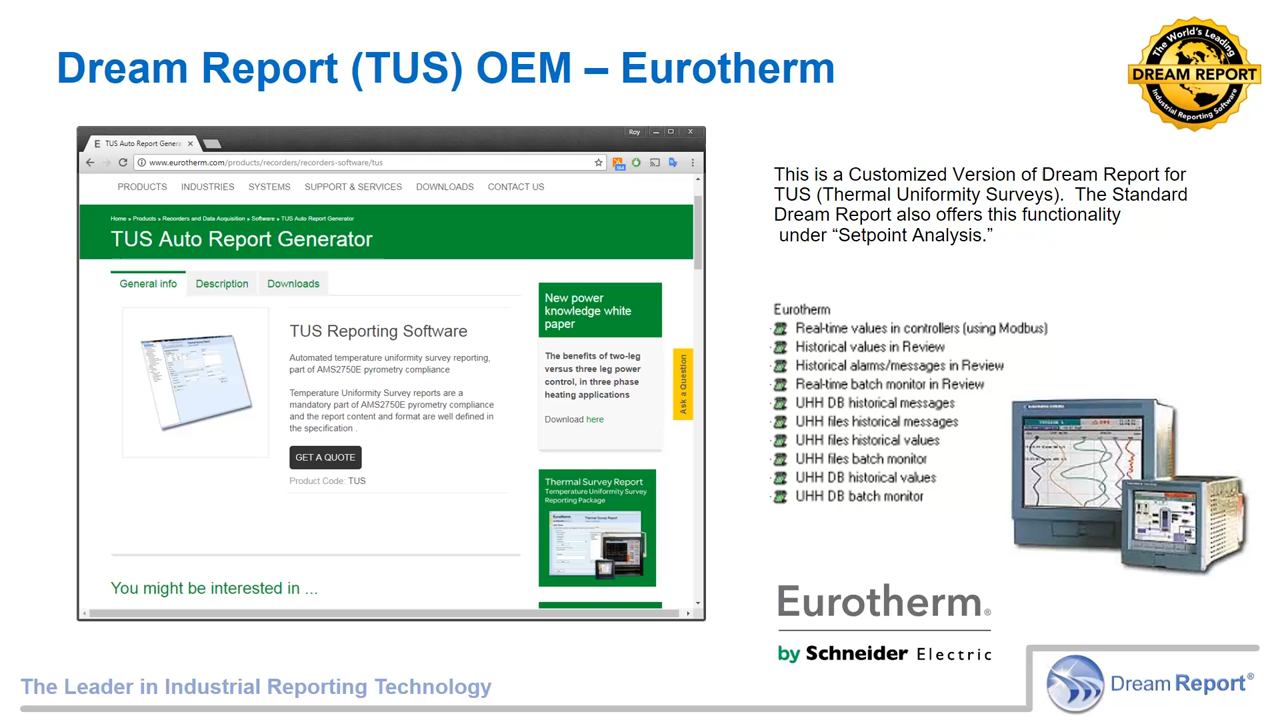 Dream Report (TUS) OEM – Eurotherm
The World's Leading
DREAM REPORT
Industrial Reporting Software
TUS Auto Report Genera
Roy
www.eurotherm.com/products/recorders/recorders-software/tus
PRODUCTS INDUSTRIES SYSTEMS SUPPORT & SERVICES DOWNLOADS CONTACT US
Home » Products » Recorders and Data Acquisition » Software » TUS Auto Report Generator
TUS Auto Report Generator
General info Description Downloads
TUS Reporting Software
Automated temperature uniformity survey reporting,
part of AMS2750E pyrometry compliance
Temperature Uniformity Survey reports are a
mandatory part of AMS2750E pyrometry compliance
and the report content and format are well defined in
the specification .
GET A QUOTE
Product Code: TUS
You might be interested in ...
New power
knowledge white
paper
The benefits of two-leg
versus three leg power
control, in three phase
heating applications
Download here
Ask a Question
Thermal Survey Report
Temperature Uniformity Survey
Reporting Package
This is a Customized Version of Dream Report for
TUS (Thermal Uniformity Surveys). The Standard
Dream Report also offers this functionality
under “Setpoint Analysis.”
Eurotherm
Real-time values in controllers (using Modbus)
Historical values in Review
Historical alarms/messages in Review
Real-time batch monitor in Review
UHH DB historical messages
UHH files historical messages
UHH files historical values
UHH files batch monitor
UHH DB historical values
UHH DB batch monitor
Eurotherm®
by Schneider Electric
The Leader in Industrial Reporting Technology
Dream Report®